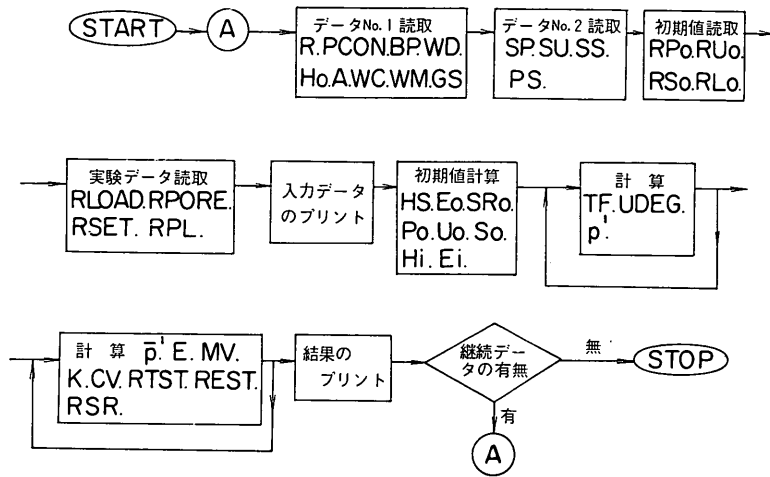 START
A
データNo.1 読取
R.PCON.BP.WD.
Ho.A.WC.WM.GS
データNo.2 読取
SP.SU.SS.
PS.
初期値読取
RPo.RUo.
RSo.RLo.
実験データ読取
RLOAD.RPORE.
RSET. RPL.
入力データ
のプリント
初期値計算
HS.Eo.SRo.
Po.Uo.So.
Hi. Ei.
計 算
TF.UDEG.
p'.
計 算 p̅'. E. MV.
K.CV. RTST. REST.
RSR.
結果の
プリント
継続デー
タの有無
無
STOP
有
A